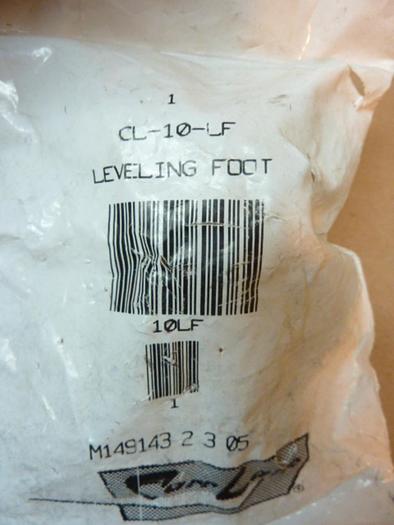 1
CL-10-LF
LEVELING FOOT
10LF
1
M149143 2 3 05
®